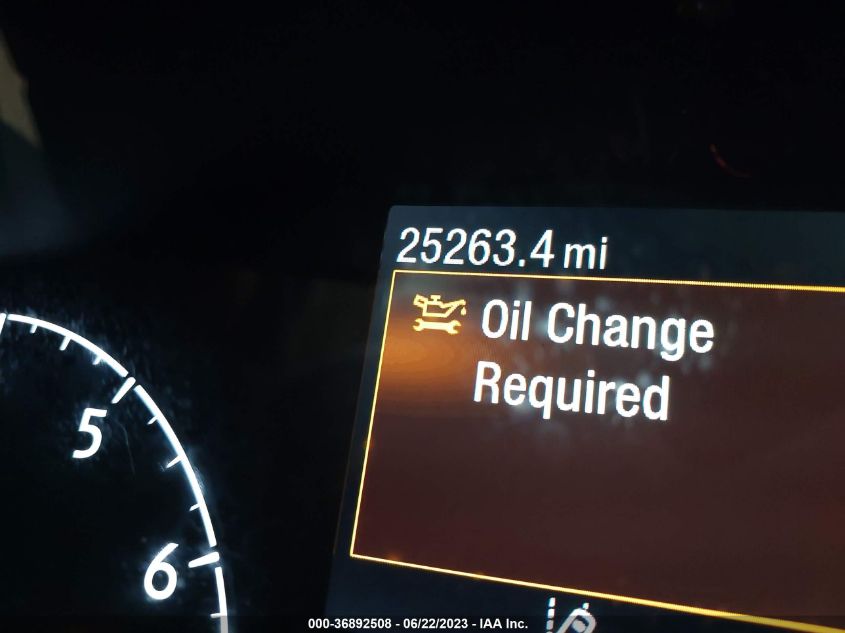 25263.4 mi
Oil Change
Required
5
6
000-36892508 - 06/22/2023 - IAA Inc.